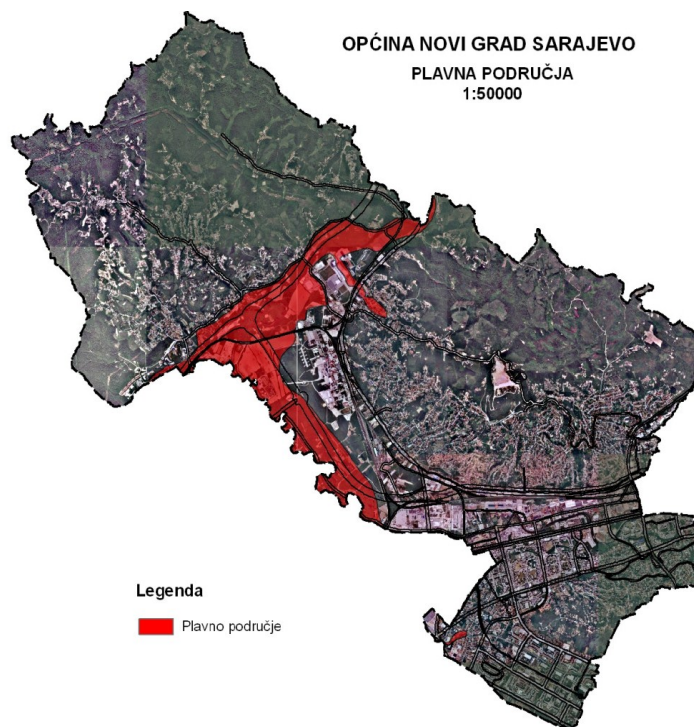 OPĆINA NOVI GRAD SARAJEVO
PLAVNA PODRUČJA
1:50000
Legenda
Plavno područje